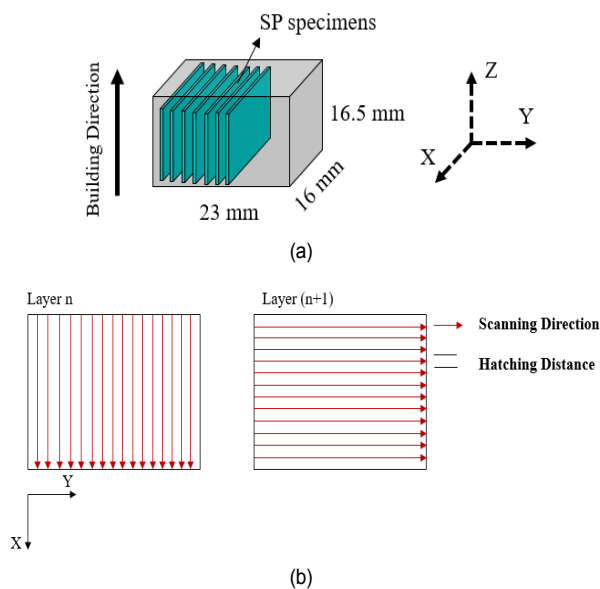 SP specimens
Building Direction
16.5 mm
16 mm
23 mm
Z
Y
X
(a)
Layer n
Layer (n+1)
Scanning Direction
Hatching Distance
Y
X
(b)